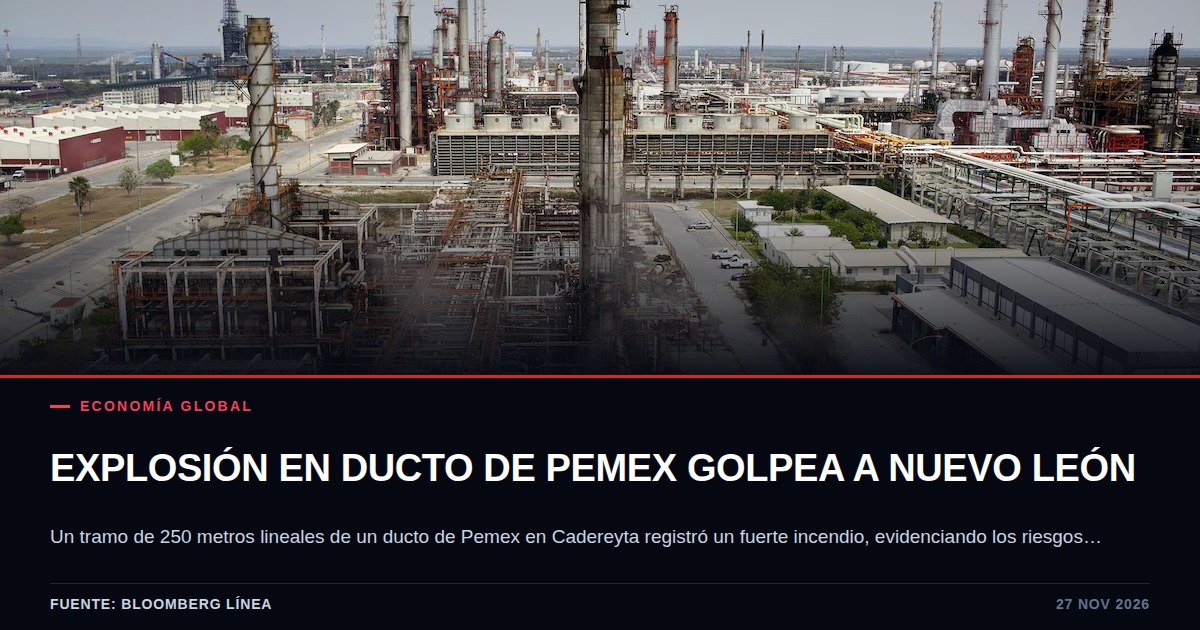 ECONOMÍA GLOBAL
EXPLOSIÓN EN DUCTO DE PEMEX GOLPEA A NUEVO LEÓN
Un tramo de 250 metros lineales de un ducto de Pemex en Cadereyta registró un fuerte incendio, evidenciando los riesgos…
FUENTE: BLOOMBERG LÍNEA
27 NOV 2026